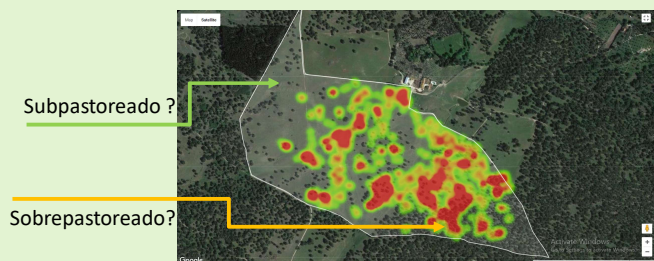 Map Satellite
Subpastoreado ?
Sobrepastoreado?
Activate Windows
Google